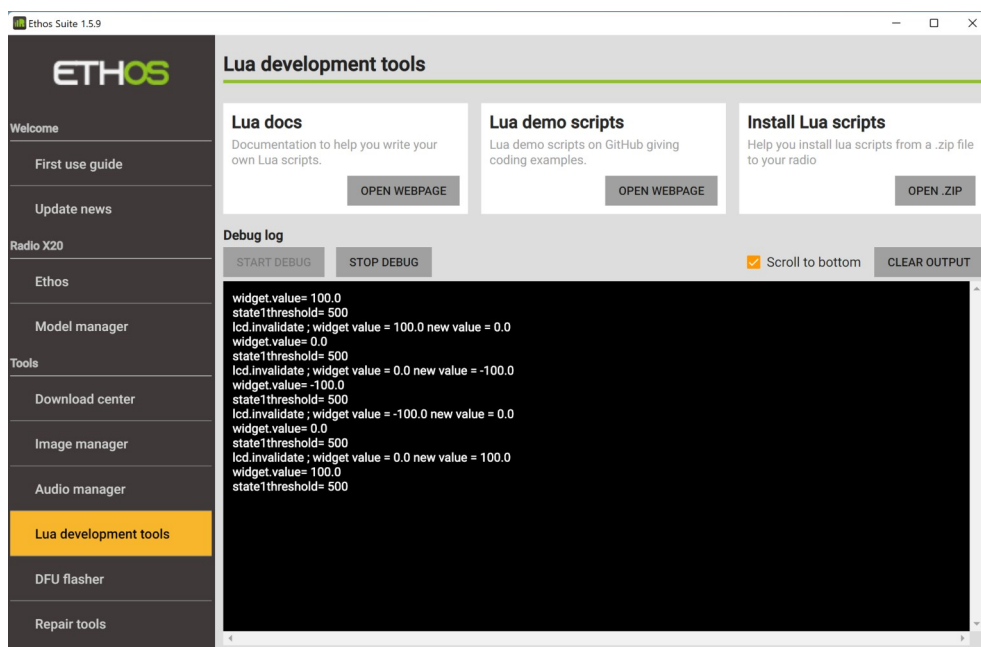 Ethos Suite 1.5.9
ETHOS
Welcome
First use guide
Update news
Radio X20
Ethos
Model manager
Tools
Download center
Image manager
Audio manager
Lua development tools
DFU flasher
Repair tools
Lua development tools
Lua docs
Documentation to help you write your
own Lua scripts.
OPEN WEBPAGE
Lua demo scripts
Lua demo scripts on GitHub giving
coding examples.
OPEN WEBPAGE
Install Lua scripts
Help you install lua scripts from a .zip file
to your radio
OPEN .ZIP
Debug log
START DEBUG
STOP DEBUG
Scroll to bottom
CLEAR OUTPUT
widget.value= 100.0
state1threshold= 500
lcd.invalidate ; widget value = 100.0 new value = 0.0
widget.value= 0.0
state1threshold= 500
lcd.invalidate ; widget value = 0.0 new value = -100.0
widget.value= -100.0
state1threshold= 500
lcd.invalidate ; widget value = -100.0 new value = 0.0
widget.value= 0.0
state1threshold= 500
lcd.invalidate ; widget value = 0.0 new value = 100.0
widget.value= 100.0
state1threshold= 500